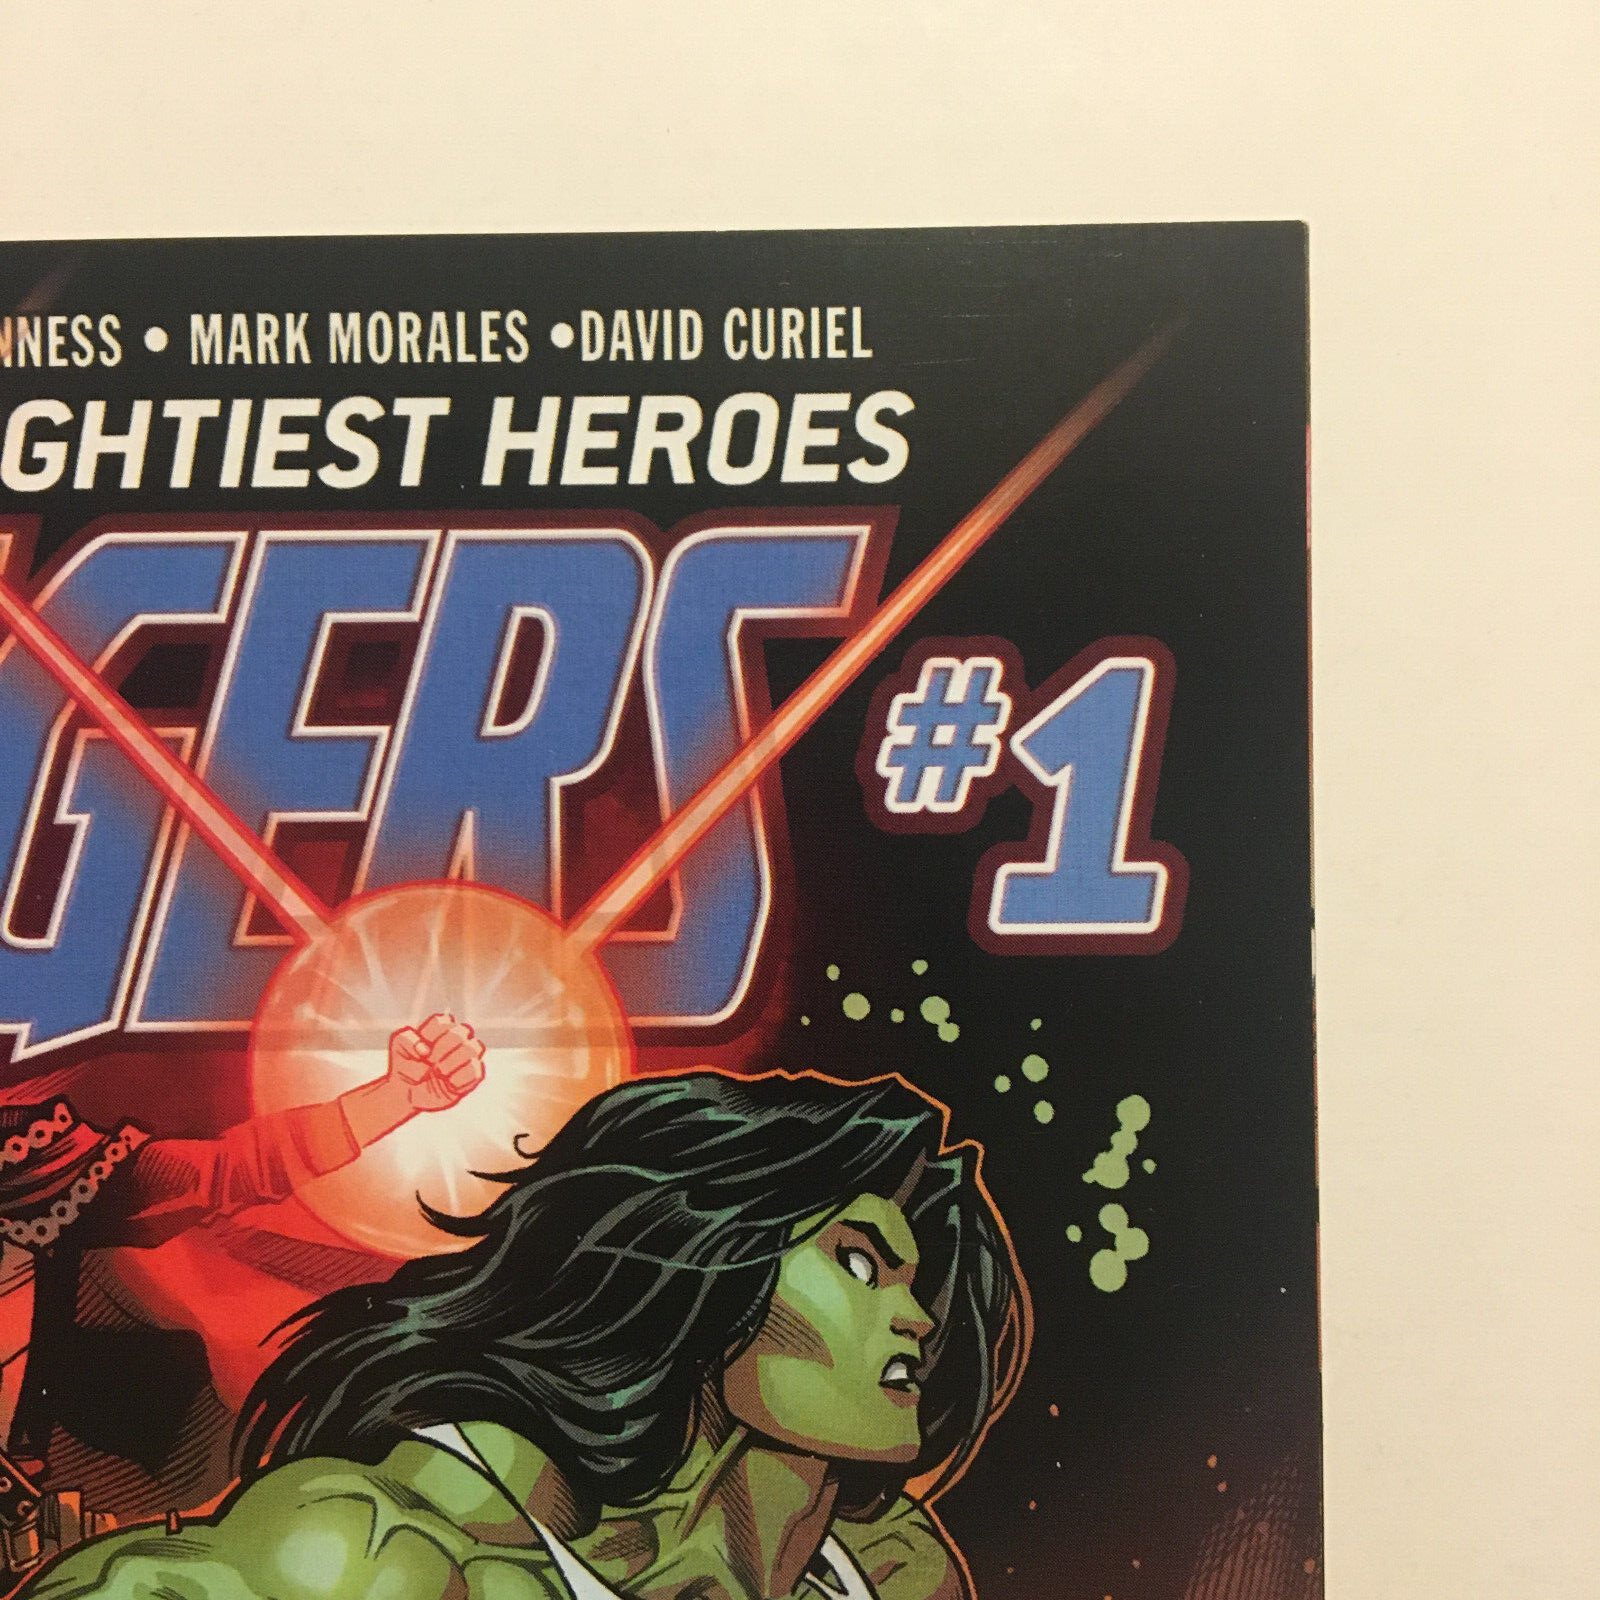 NNESS • MARK MORALES •DAVID CURIEL
GHTIEST HEROES
GERS
#1